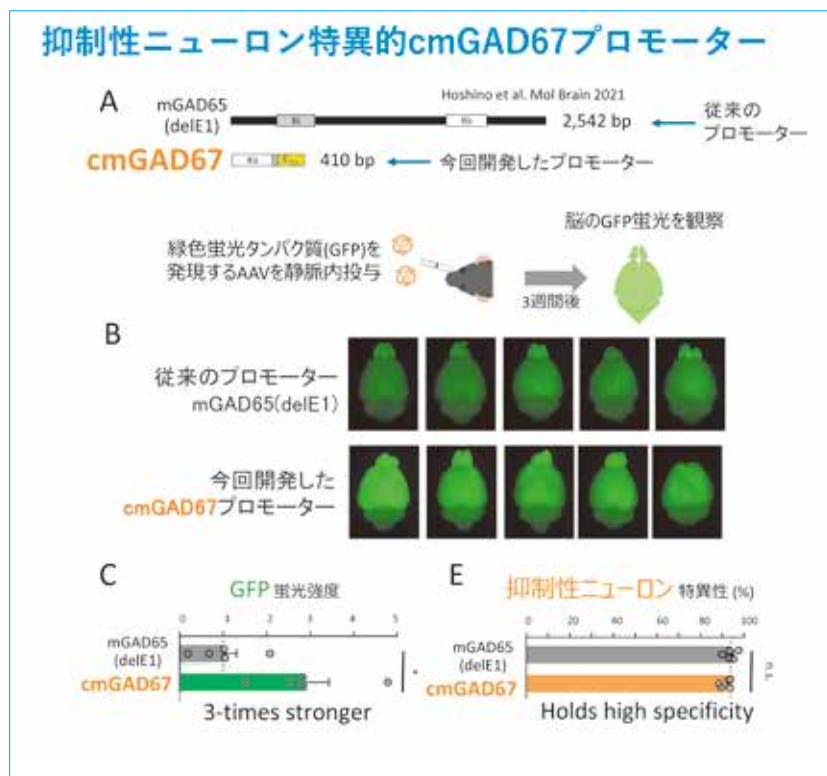 抑制性ニューロン特異的cmGAD67プロモーター
A
Hoshino et al. Mol Brain 2021
mGAD65
(delE1)
2,542 bp
従来の
プロモーター
cmGAD67
410 bp
今回開発したプロモーター
緑色蛍光タンパク質(GFP)を
発現するAAVを静脈内投与
3週間後
脳のGFP蛍光を観察
B
従来のプロモーター
mGAD65(delE1)
今回開発した
cmGAD67プロモーター
C
GFP 蛍光強度
0 1 2 3 4 5
mGAD65
(delE1)
cmGAD67
*
3-times stronger
E
抑制性ニューロン 特異性 (%)
0 20 40 60 80 100
mGAD65
(delE1)
cmGAD67
n.s.
Holds high specificity